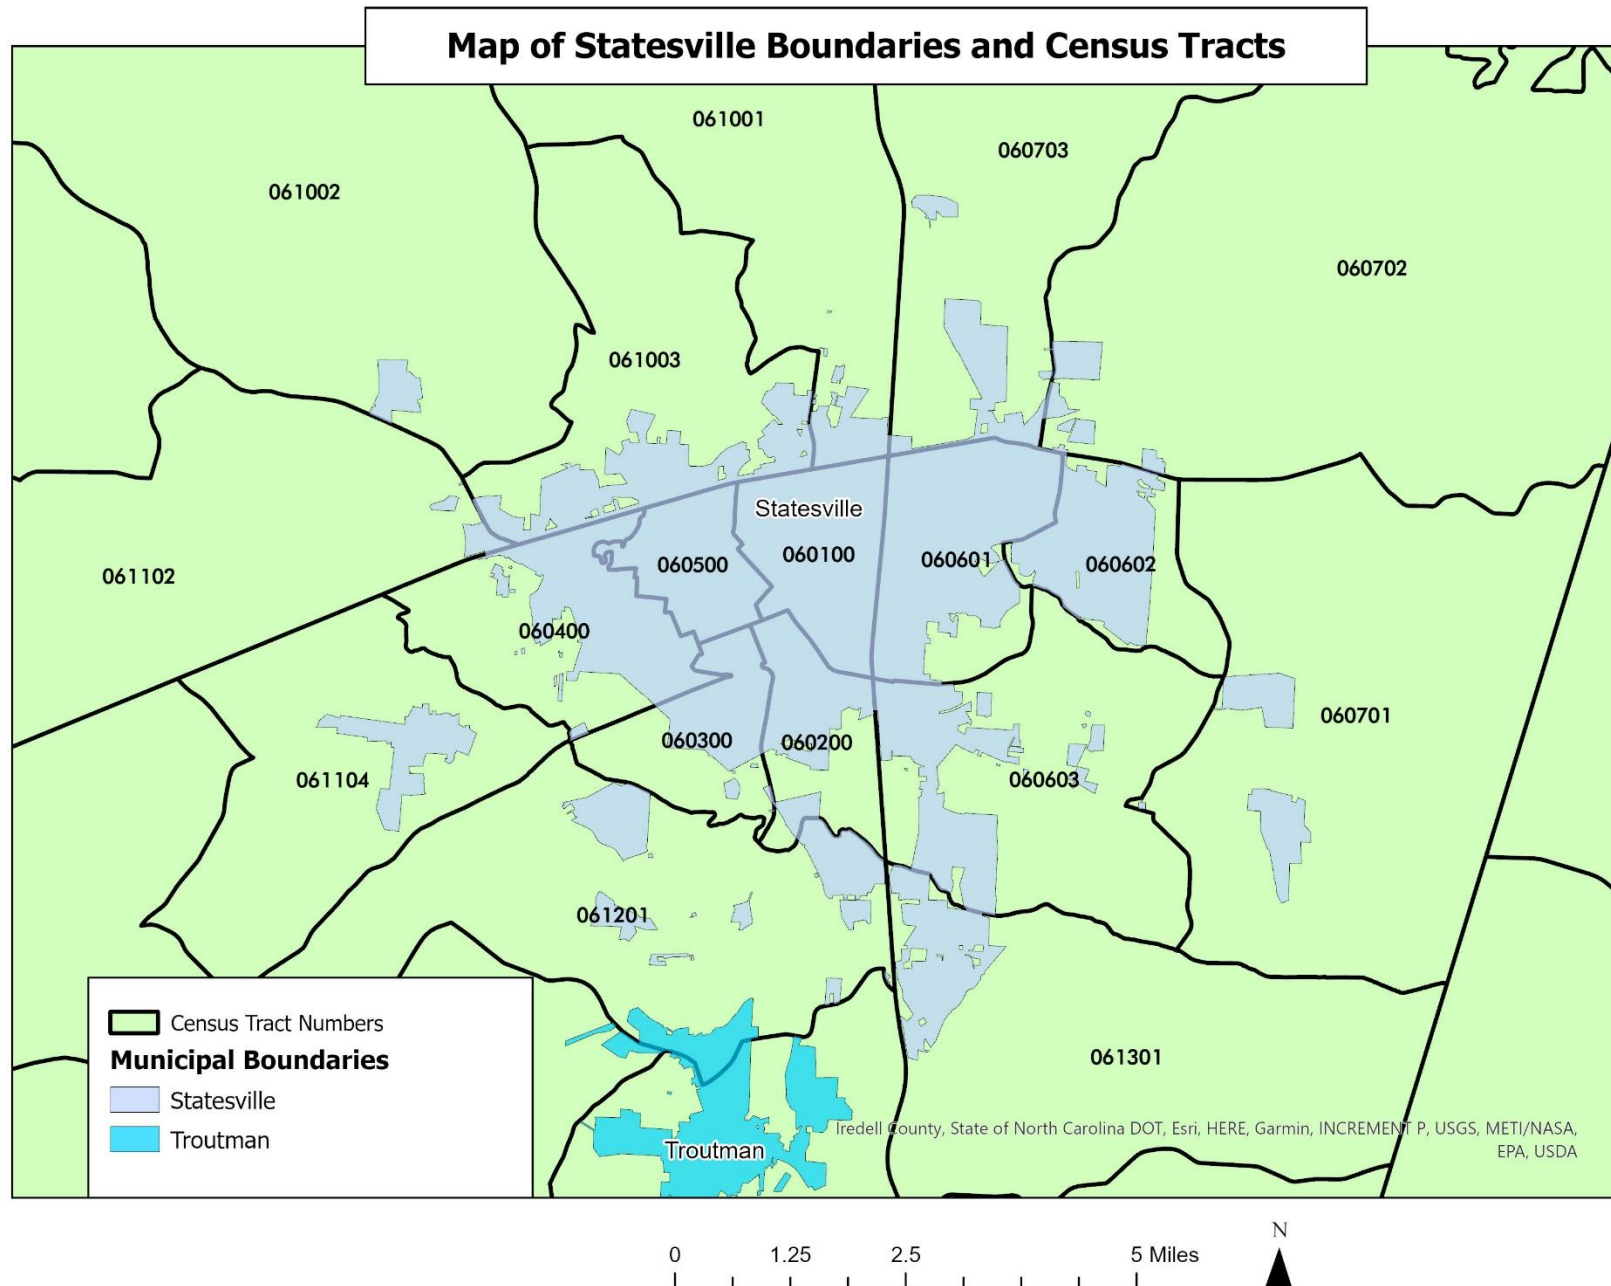 Map of Statesville Boundaries and Census Tracts
061001
060703
061002
060702
061003
Statesville
060100
060500
060601
060602
061102
060400
060701
060300
060200
061104
060603
061201
Census Tract Numbers
Municipal Boundaries
Statesville
Troutman
061301
Iredell County, State of North Carolina DOT, Esri, HERE, Garmin, INCREMENT P, USGS, METI/NASA,
EPA, USDA
Troutman
N
0 1.25 2.5 5 Miles